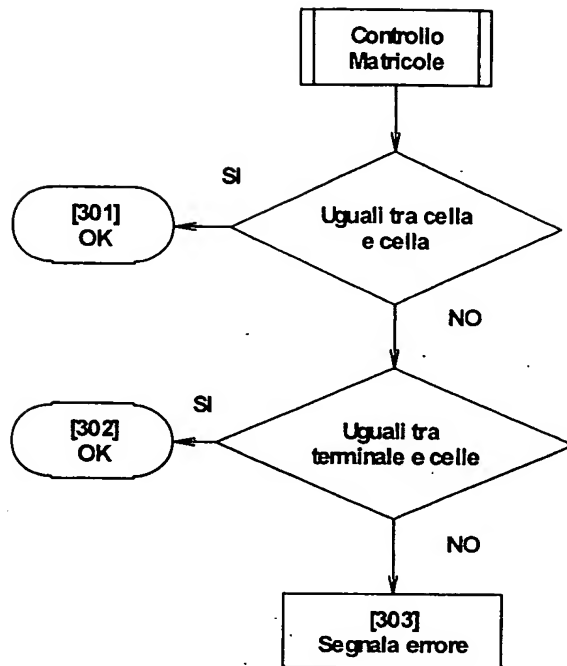 Controllo
Matricole
SI
[301]
OK
Uguali tra cella
e cella
NO
SI
[302]
OK
Uguali tra
terminale e celle
NO
[303]
Segnala errore